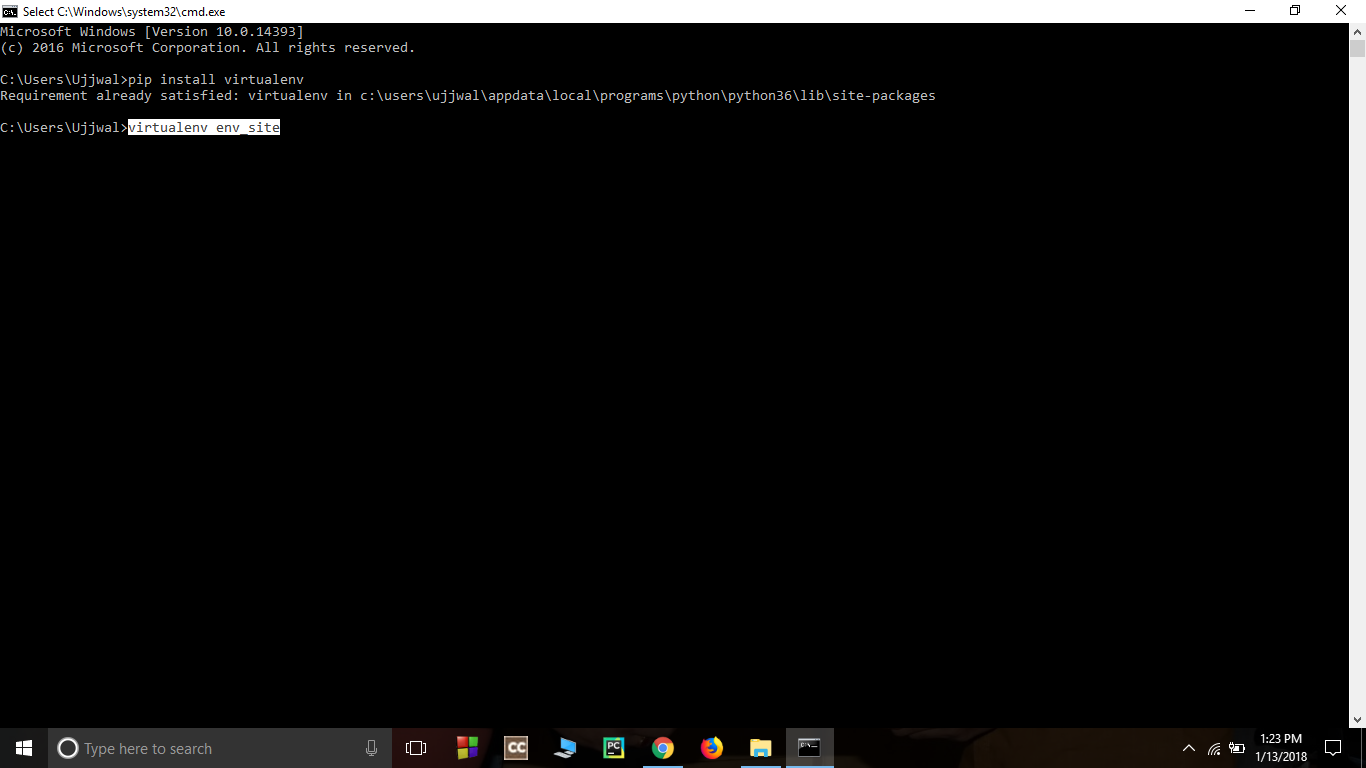 Select C:\Windows\system32\cmd.exe
Microsoft Windows [Version 10.0.14393]
(c) 2016 Microsoft Corporation. All rights reserved.
C:\Users\Ujjwal>pip install virtualenv
Requirement already satisfied: virtualenv in c:\users\ujjwal\appdata\local\programs\python\python36\lib\site-packages
C:\Users\Ujjwal>virtualenv env_site
Type here to search
CC
PC
1:23 PM
1/13/2018